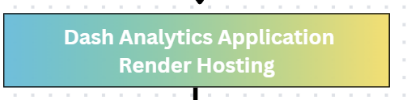 Dash Analytics Application
Render Hosting